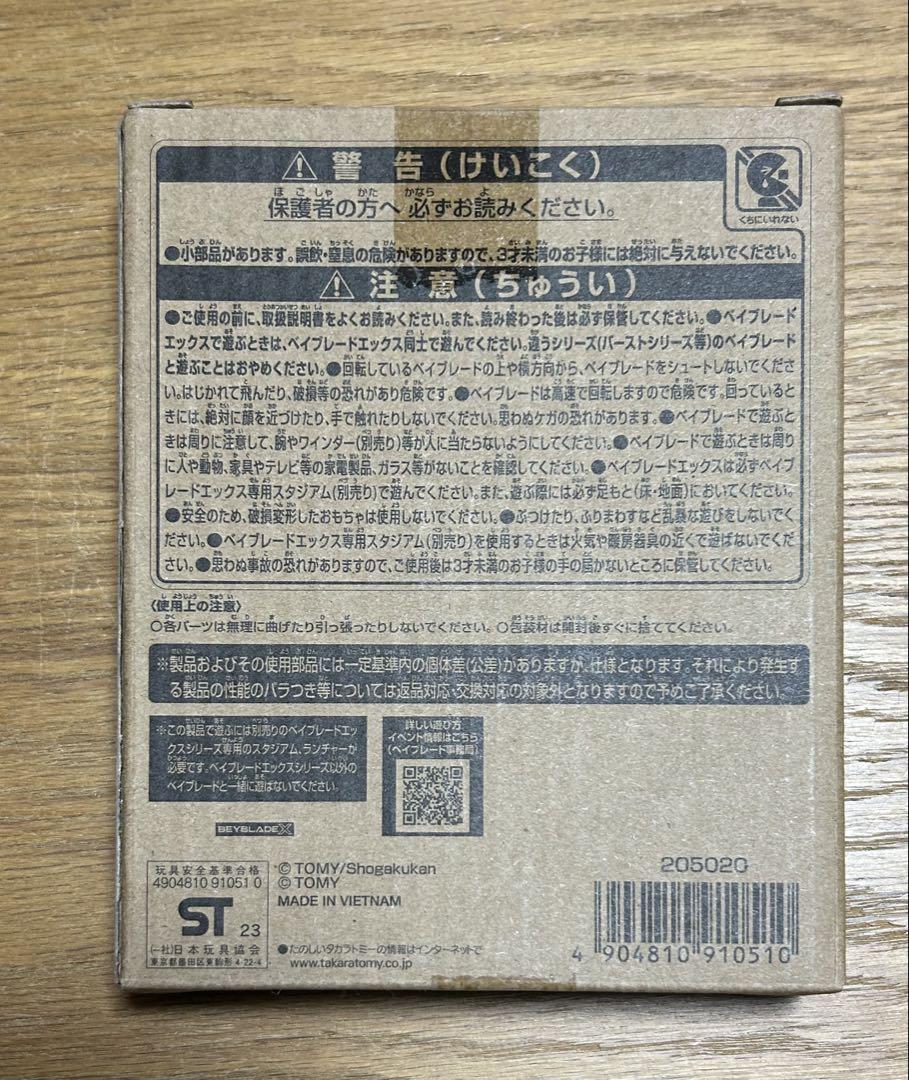 ⚠ 警 告 (けいこく)
保護者の方へ 必ずお読みください。
くちにいれない
●小部品があります。誤飲・窒息の危険がありますので、3才未満のお子様には絶対に与えないでください。
⚠ 注 意 (ちゅうい)
●ご使用の前に、取扱説明書をよくお読みください。また、読み終わった後は必ず保管してください。●ベイブレード
エックスで遊ぶときは、ベイブレードエックス同士で遊んでください。違うシリーズ(バーストシリーズ等)のベイブレード
と遊ぶことはおやめください。●回転しているベイブレードの上や横方向から、ベイブレードをシュートしないでくださ
い。はじかれて飛んだり、破損等の恐れがあり危険です。●ベイブレードは高速で回転しますので危険です。回っていると
きには、絶対に顔を近づけたり、手で触れたりしないでください。思わぬケガの恐れがあります。●ベイブレードで遊ぶと
きは周りに注意して、腕やワインダー(別売り)等が人に当たらないようにしてください。●ベイブレードで遊ぶときは周り
に人や動物、家具やテレビ等の家電製品、ガラス等がないことを確認してください。●ベイブレードエックスは必ずベイブ
レードエックス専用スタジアム(別売り)で遊んでください。また、遊ぶ際には必ず足もと(床・地面)においてください。
●安全のため、破損変形したおもちゃは使用しないでください。●ぶつけたり、ふりまわすなど乱暴な遊びをしないでく
ださい。●ベイブレードエックス専用スタジアム(別売り)を使用するときは火気や暖房器具の近くで遊ばないでくだ
さい。●思わぬ事故の恐れがありますので、ご使用後は3才未満のお子様の手の届かないところに保管してください。
〈使用上の注意〉
○各パーツは無理に曲げたり引っ張ったりしないでください。○包装材は開封後すぐに捨ててください。
※製品およびその使用部品には一定基準内の個体差(公差)がありますが、仕様となります。それにより発生す
る製品の性能のバラつき等については返品対応・交換対応の対象外となりますので予めご了承ください。
※この製品で遊ぶには別売りのベイブレードエッ
クスシリーズ専用のスタジアム、ランチャーが
必要です。ベイブレードエックスシリーズ以外の
ベイブレードと一緒に遊ばないでください。
詳しい遊び方
イベント情報はこちら
(ベイブレード事務局)
BEYBLADE X
玩具安全基準合格
4904810 91051 0
ST 23
(一社)日本玩具協会
東京都墨田区東駒形 4-22-4
© TOMY/Shogakukan
© TOMY
MADE IN VIETNAM
●たのしいタカラトミーの情報はインターネットで
www.takaratomy.co.jp
205020
4 904810 910510